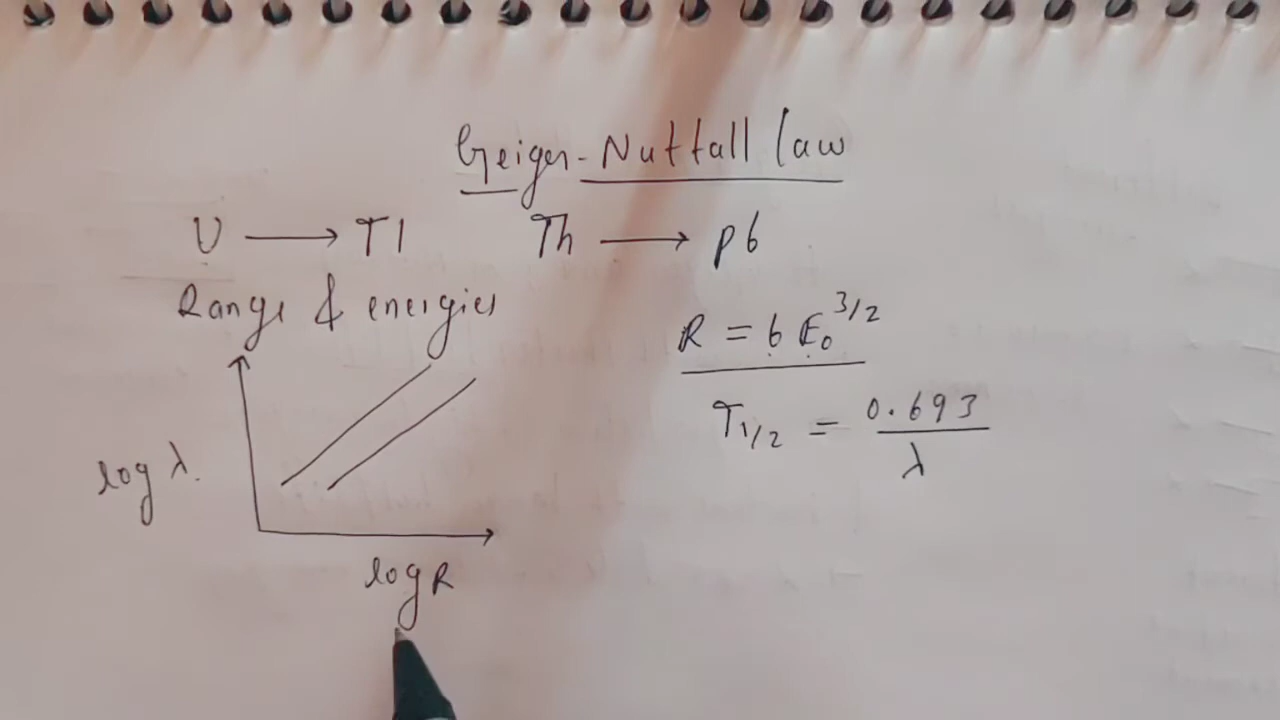 Geiger-Nuttall law
U → Tl Th → Pb
Range & energies
R = b E₀^3/2
T1/2 = 0.693/λ
log λ.
log R